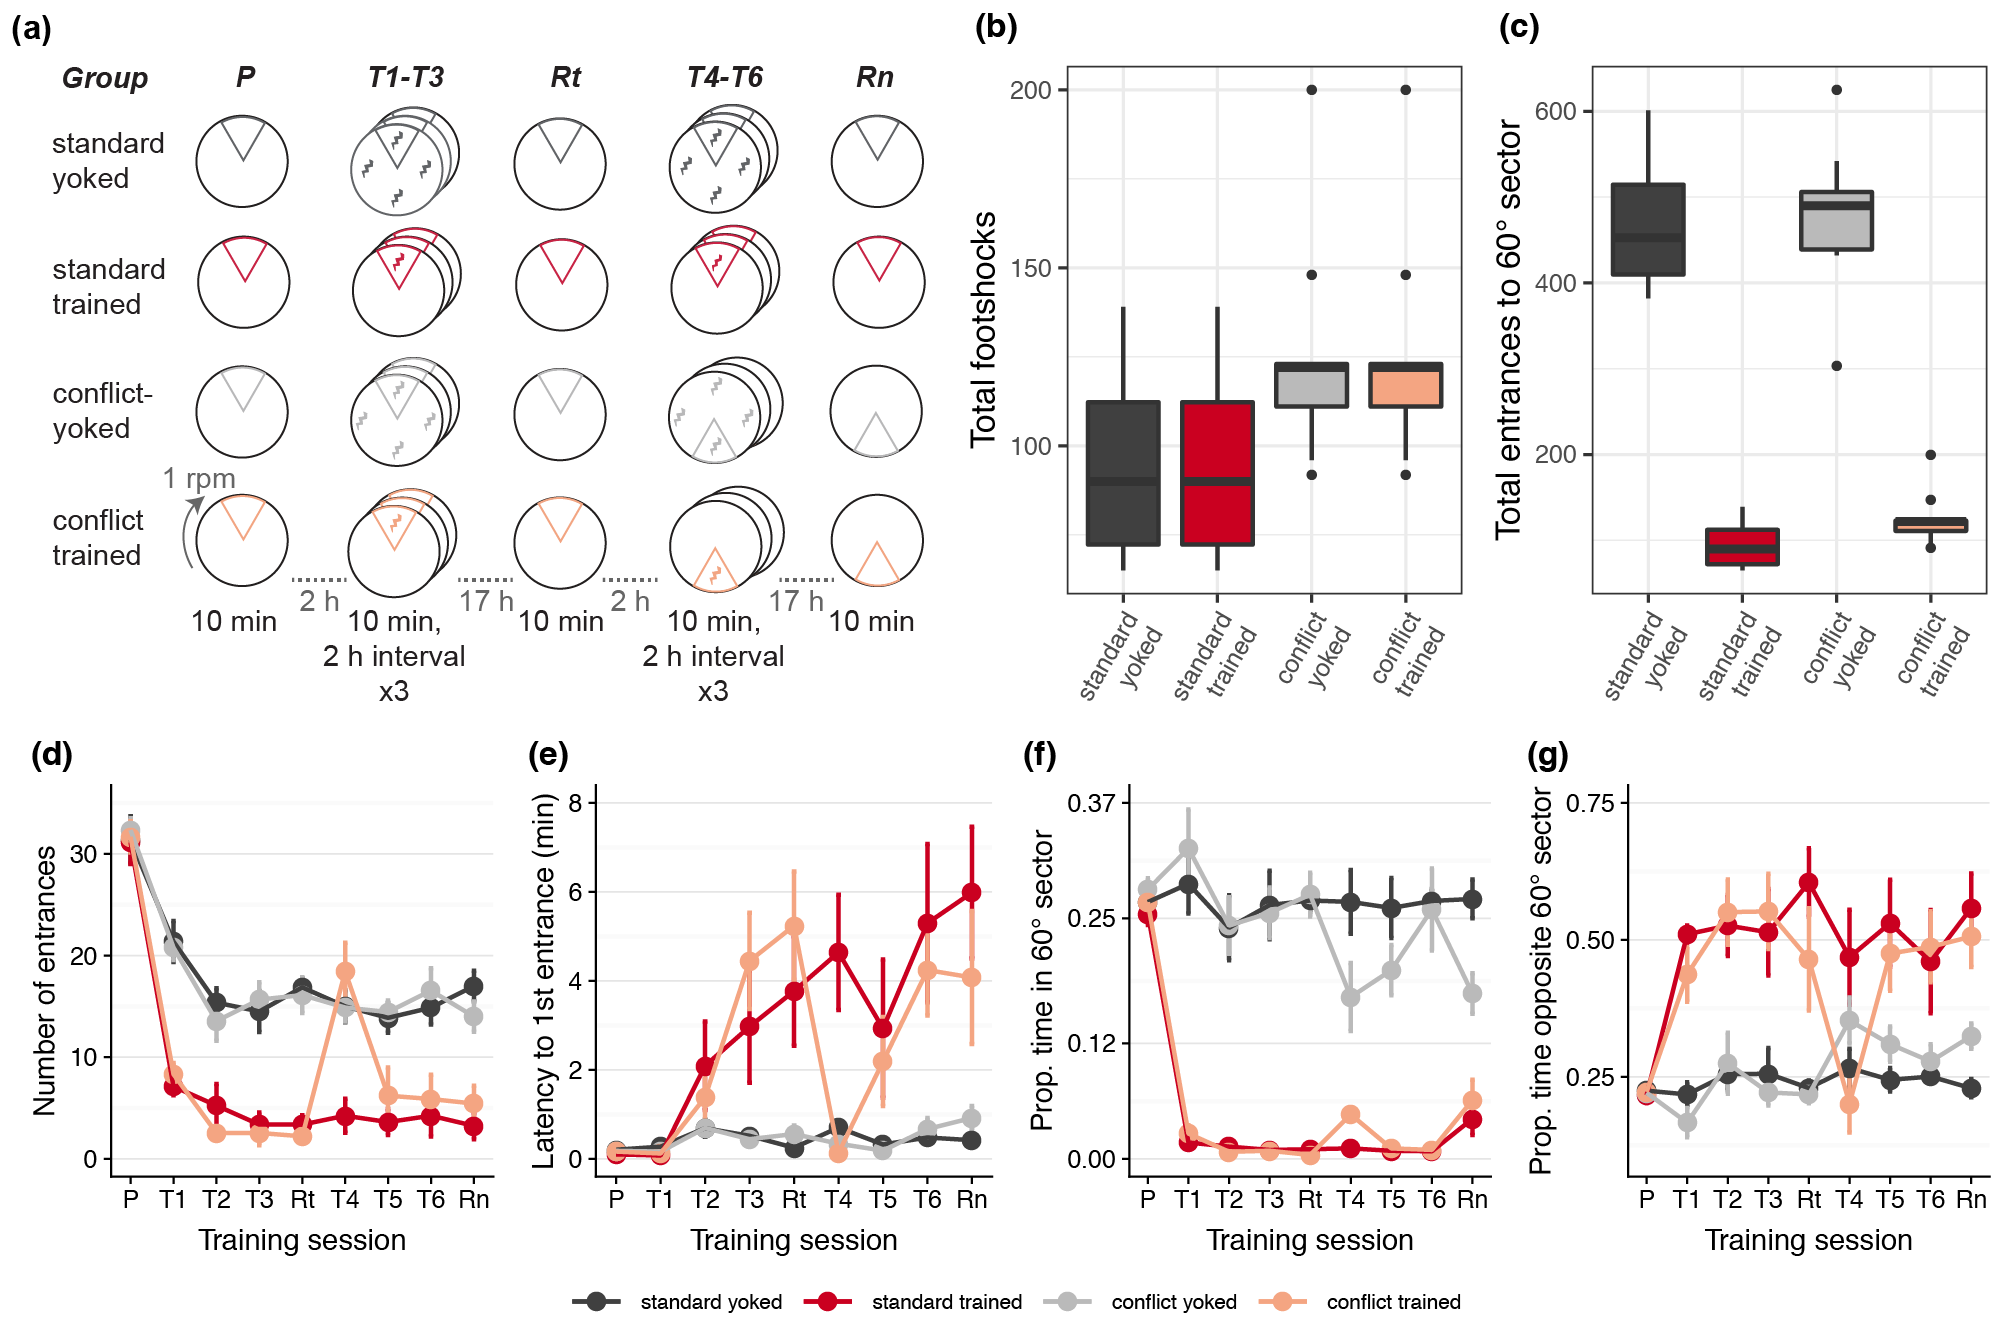 (a)
Group P T1-T3 Rt T4-T6 Rn
standard
yoked
standard
trained
conflict-
yoked
1 rpm
conflict
trained
2 h 17 h 2 h 17 h
10 min 10 min, 10 min 10 min, 10 min
2 h interval 2 h interval
x3 x3
(b)
Total footshocks
200
150
100
standard
yoked
standard
trained
conflict
yoked
conflict
trained
(c)
Total entrances to 60° sector
600
400
200
standard
yoked
standard
trained
conflict
yoked
conflict
trained
(d)
Number of entrances
30
20
10
0
P T1 T2 T3 Rt T4 T5 T6 Rn
Training session
(e)
Latency to 1st entrance (min)
8
6
4
2
0
P T1 T2 T3 Rt T4 T5 T6 Rn
Training session
(f)
Prop. time in 60° sector
0.37
0.25
0.12
0.00
P T1 T2 T3 Rt T4 T5 T6 Rn
Training session
(g)
Prop. time opposite 60° sector
0.75
0.50
0.25
P T1 T2 T3 Rt T4 T5 T6 Rn
Training session
standard yoked standard trained conflict yoked conflict trained